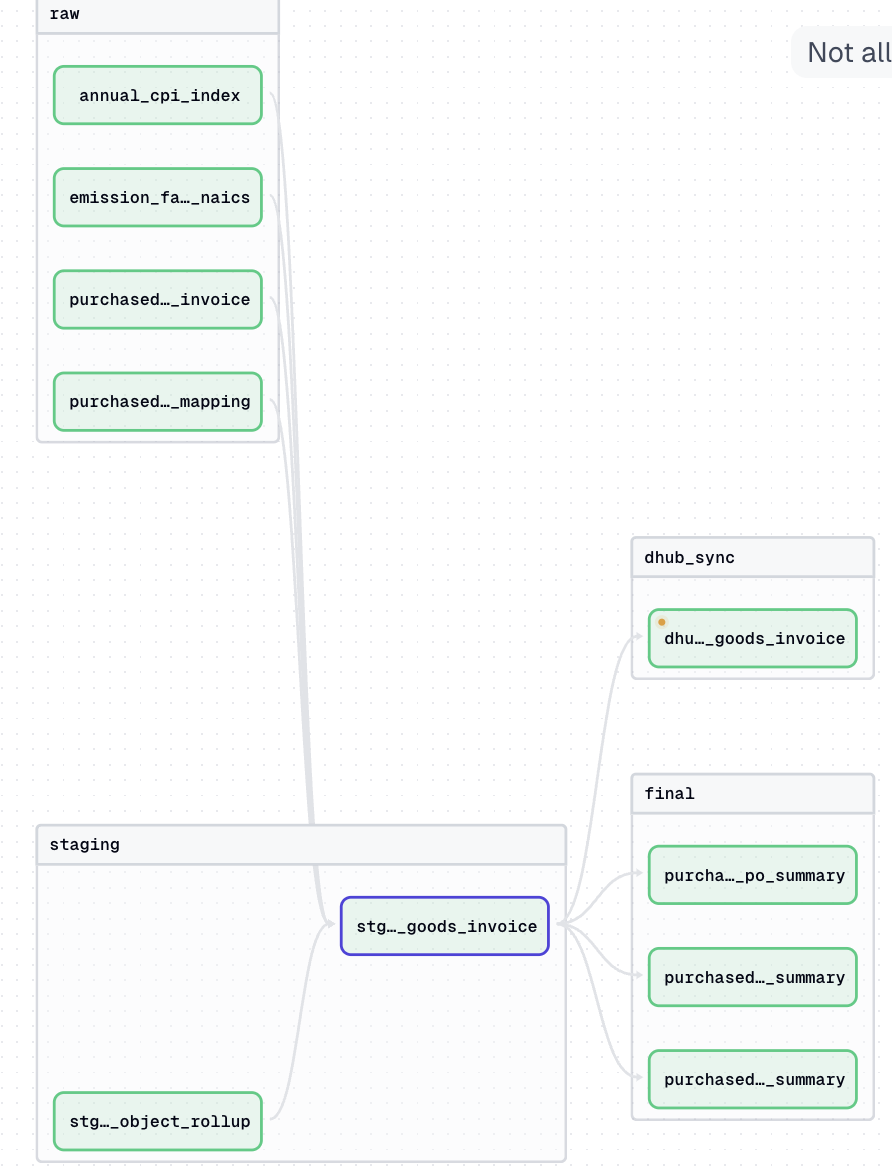 raw
Not all
annual_cpi_index
emission_fa…_naics
purchased…_invoice
purchased…_mapping
dhub_sync
dhu…_goods_invoice
final
staging
purcha…_po_summary
stg…_goods_invoice
purchased…_summary
purchased…_summary
stg…_object_rollup